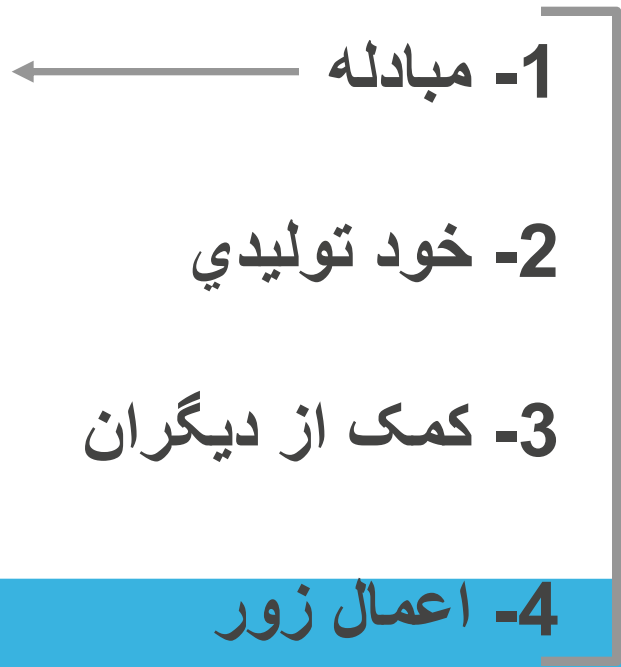 1- مبادله
2- خود توليدي
3- کمک از ديگران
4- اعمال زور